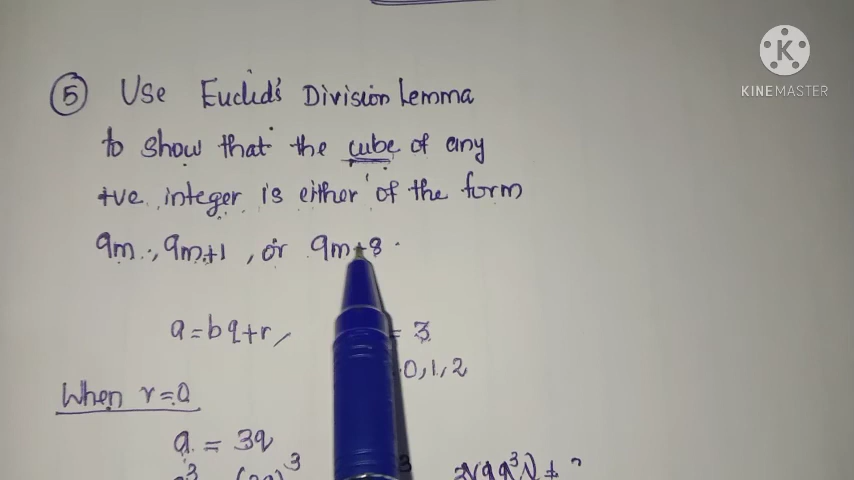 K
KINEMASTER
⑤ Use Euclid's Division Lemma
to show that the cube of any
+ve integer is either of the form
9m, 9m+1, or 9m+8.
a = bq+r, = 3
0, 1, 2
When r=0
a = 3q